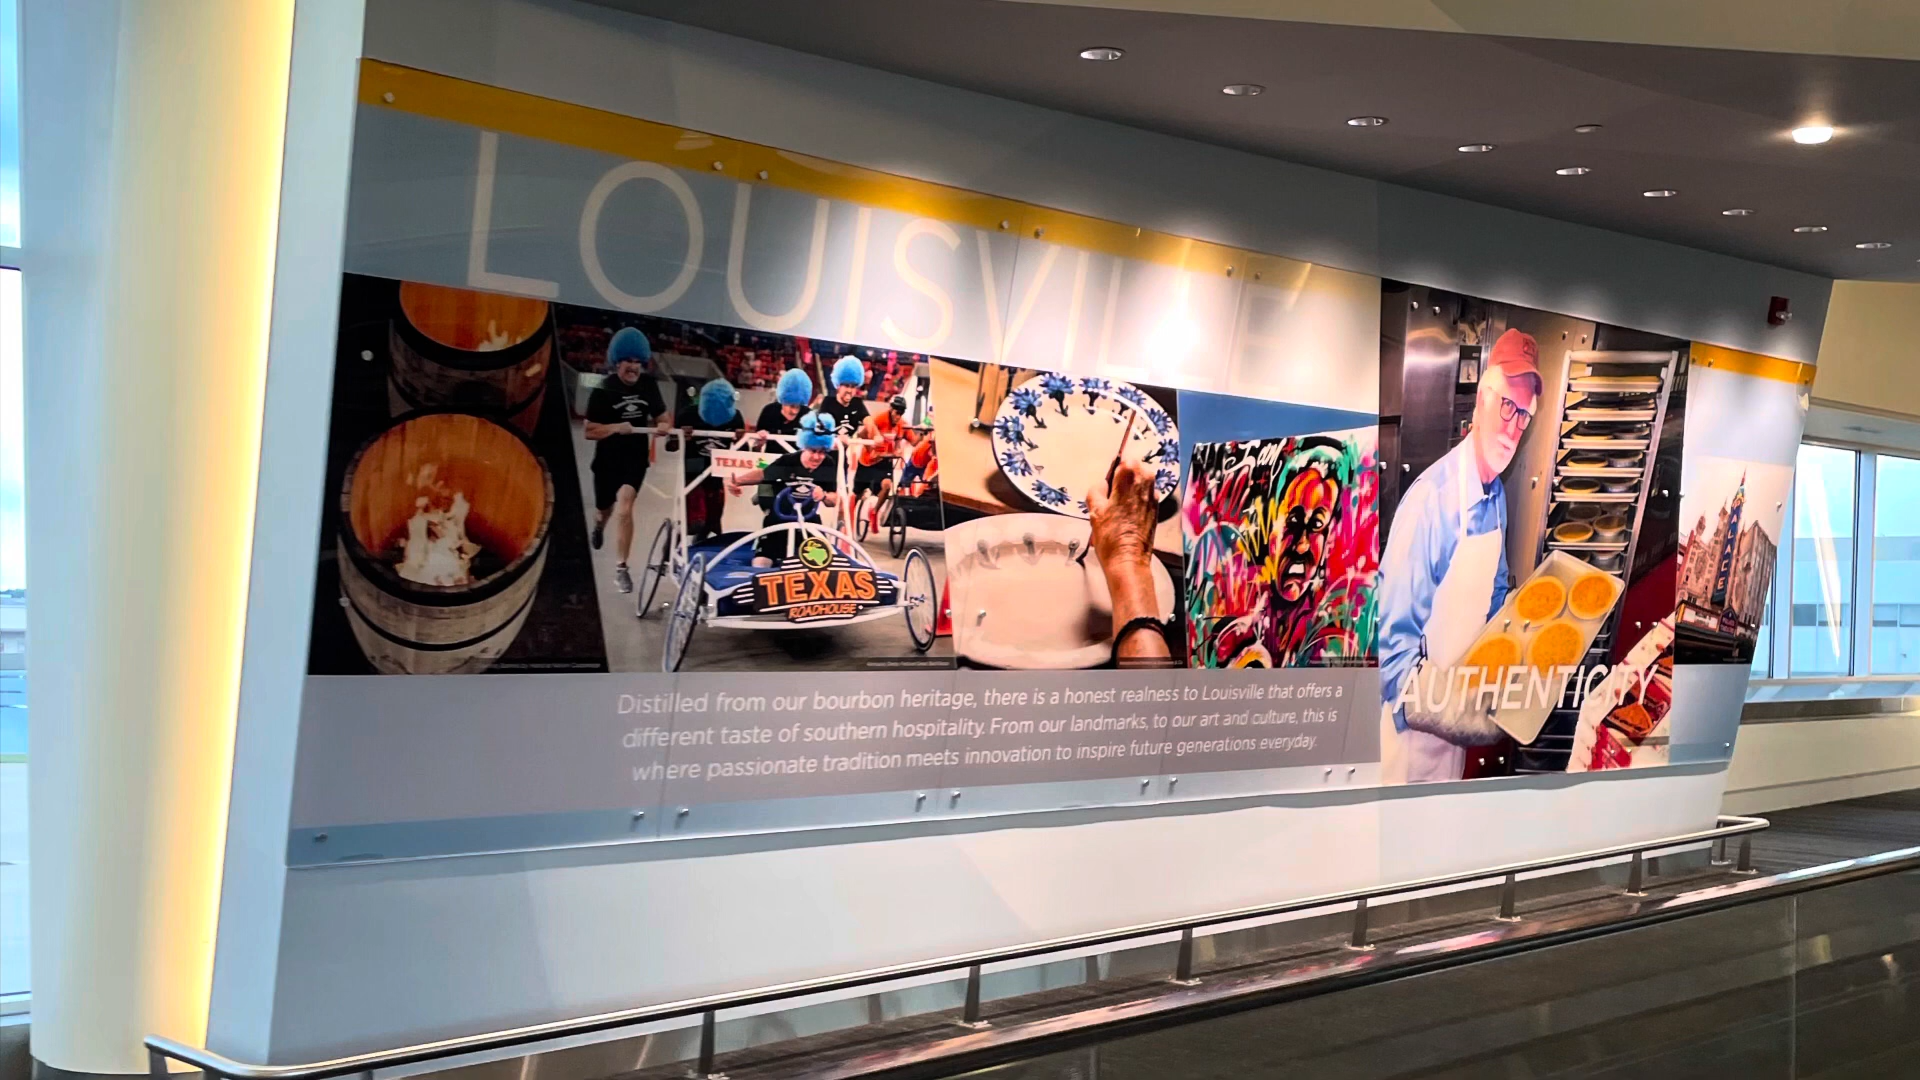 LOUISVILLE
TEXAS
TEXAS
ROADHOUSE
I am
PALACE
AUTHENTICITY
Distilled from our bourbon heritage, there is a honest realness to Louisville that offers a
different taste of southern hospitality. From our landmarks, to our art and culture, this is
where passionate tradition meets innovation to inspire future generations everyday.